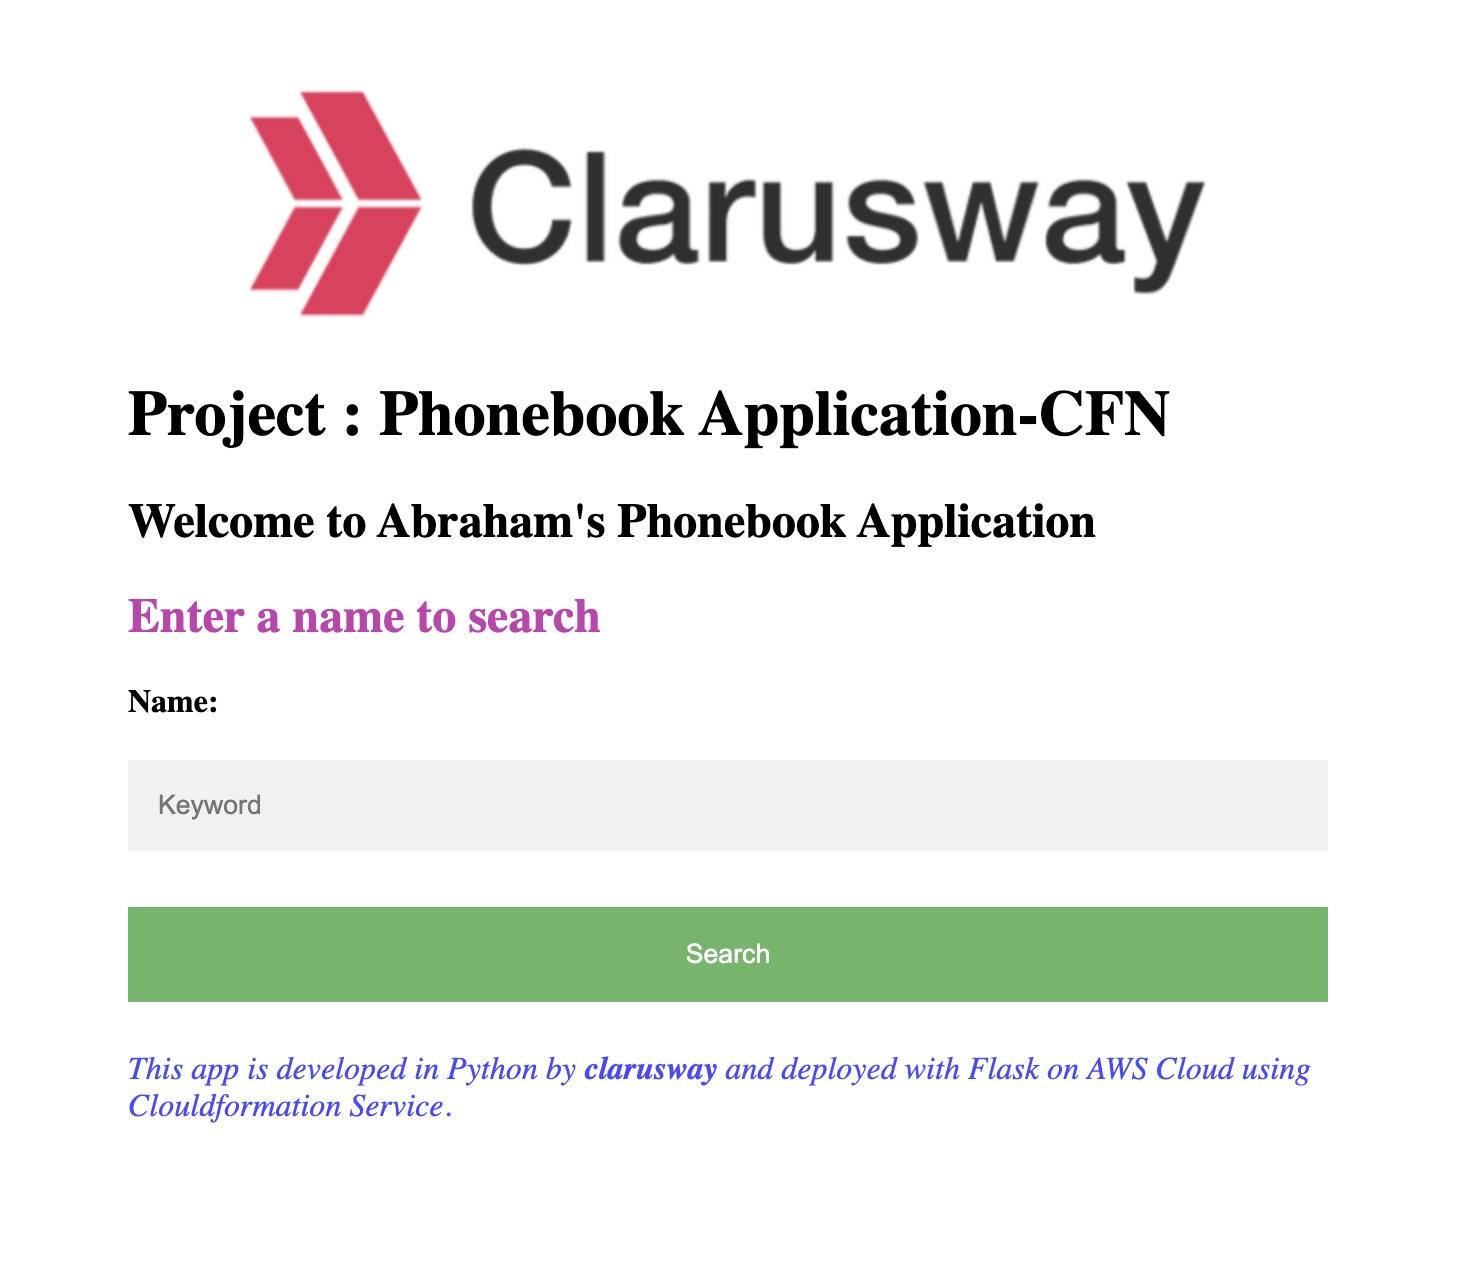 Clarusway
Project : Phonebook Application-CFN
Welcome to Abraham's Phonebook Application
Enter a name to search
Name:
Keyword
Search
This app is developed in Python by clarusway and deployed with Flask on AWS Cloud using
Clouldformation Service.